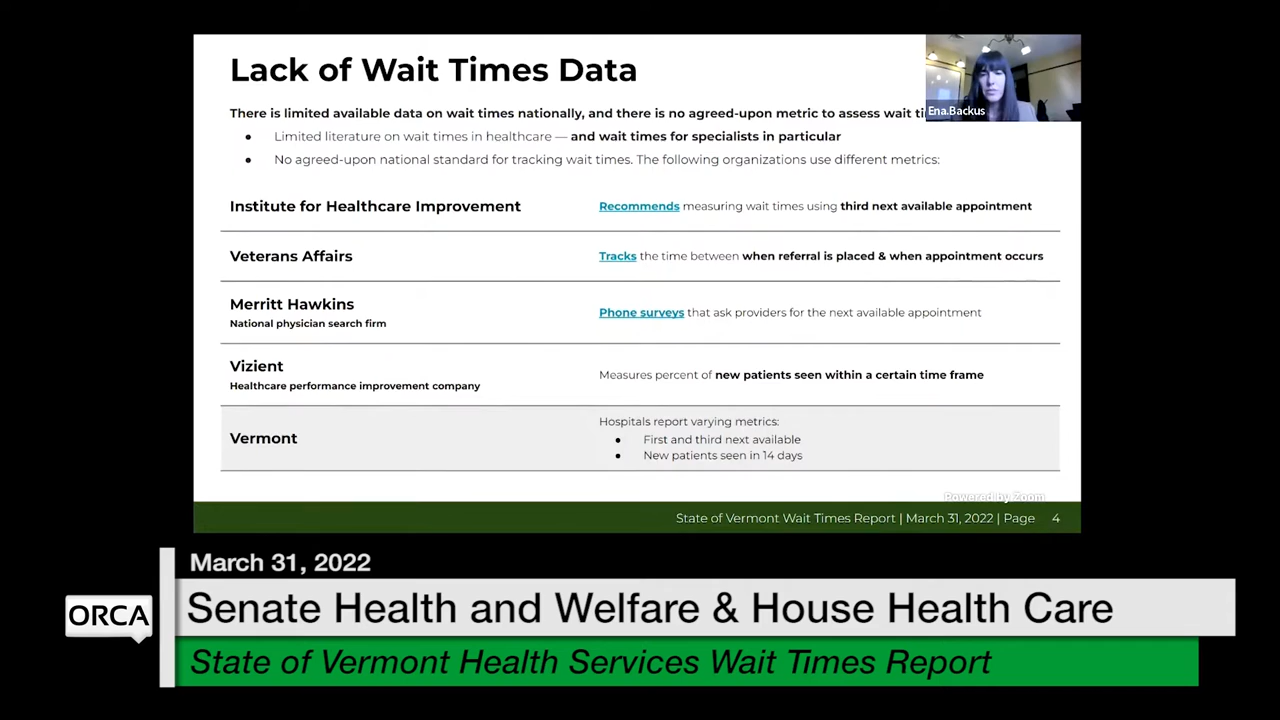 Lack of Wait Times Data
There is limited available data on wait times nationally, and there is no agreed-upon metric to assess wait
Ena.Backus
● Limited literature on wait times in healthcare — and wait times for specialists in particular
● No agreed-upon national standard for tracking wait times. The following organizations use different metrics:
Institute for Healthcare Improvement
Recommends measuring wait times using third next available appointment
Veterans Affairs
Tracks the time between when referral is placed & when appointment occurs
Merritt Hawkins
National physician search firm
Phone surveys that ask providers for the next available appointment
Vizient
Healthcare performance improvement company
Measures percent of new patients seen within a certain time frame
Vermont
Hospitals report varying metrics:
● First and third next available
● New patients seen in 14 days
Powered by Zoom
State of Vermont Wait Times Report | March 31, 2022 | Page 4
March 31, 2022
ORCA
Senate Health and Welfare & House Health Care
State of Vermont Health Services Wait Times Report